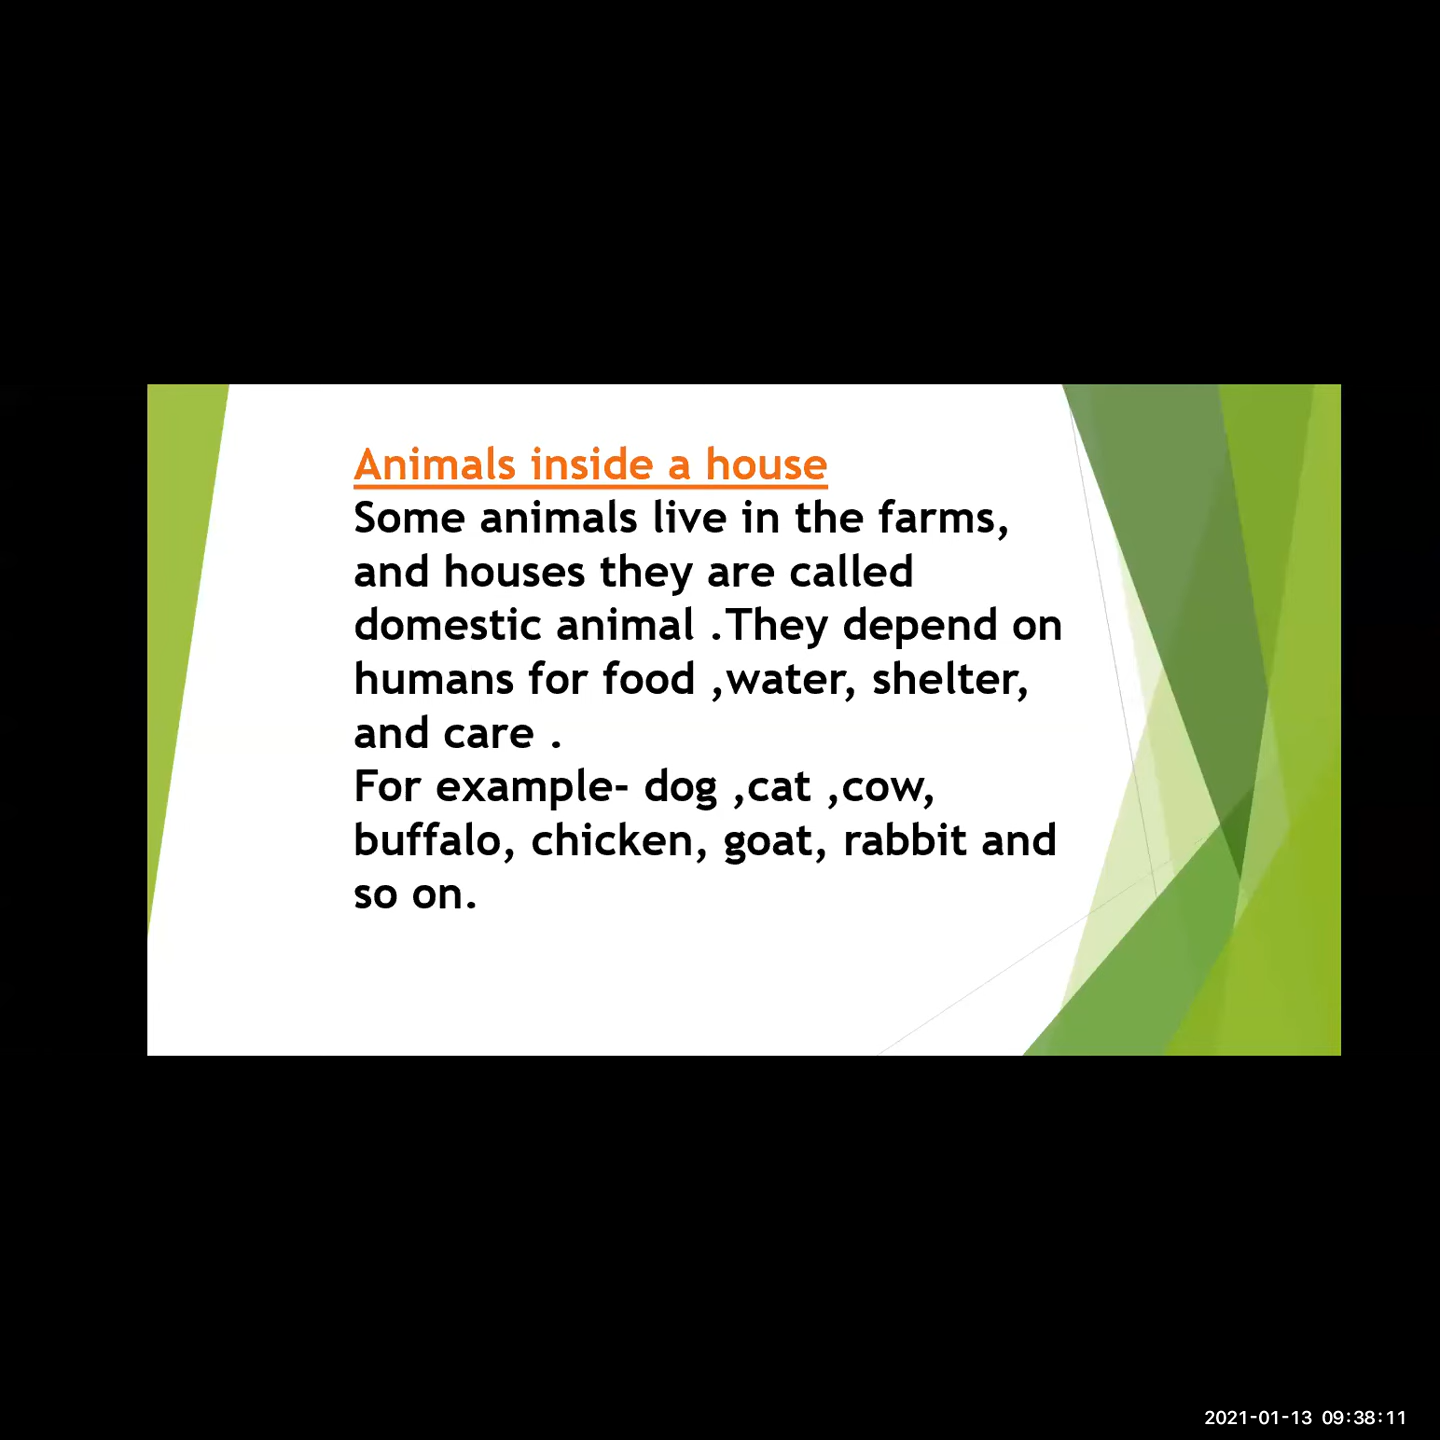 Animals inside a house
Some animals live in the farms,
and houses they are called
domestic animal .They depend on
humans for food ,water, shelter,
and care .
For example- dog ,cat ,cow,
buffalo, chicken, goat, rabbit and
so on.
2021-01-13 09:38:11